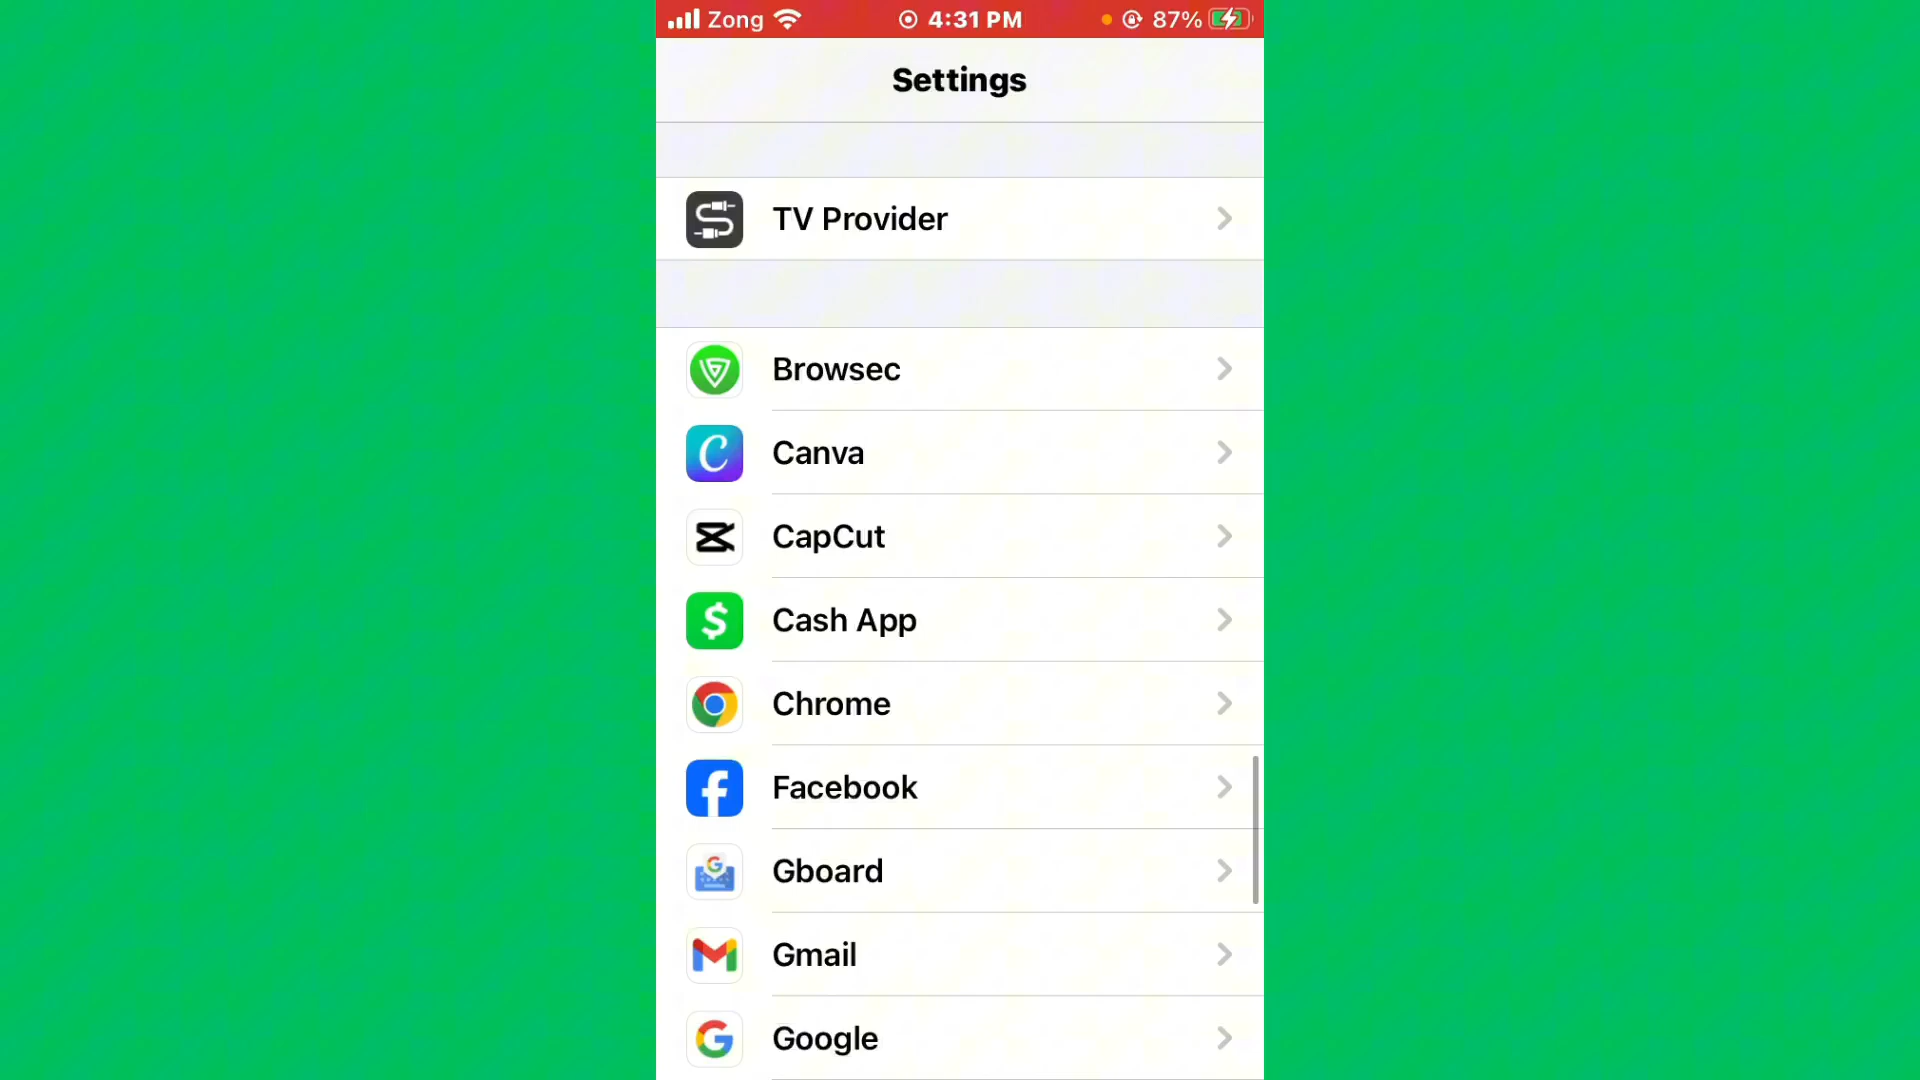 Zong 4:31 PM 87%
Settings
TV Provider
Browsec
Canva
CapCut
Cash App
Chrome
Facebook
Gboard
Gmail
Google